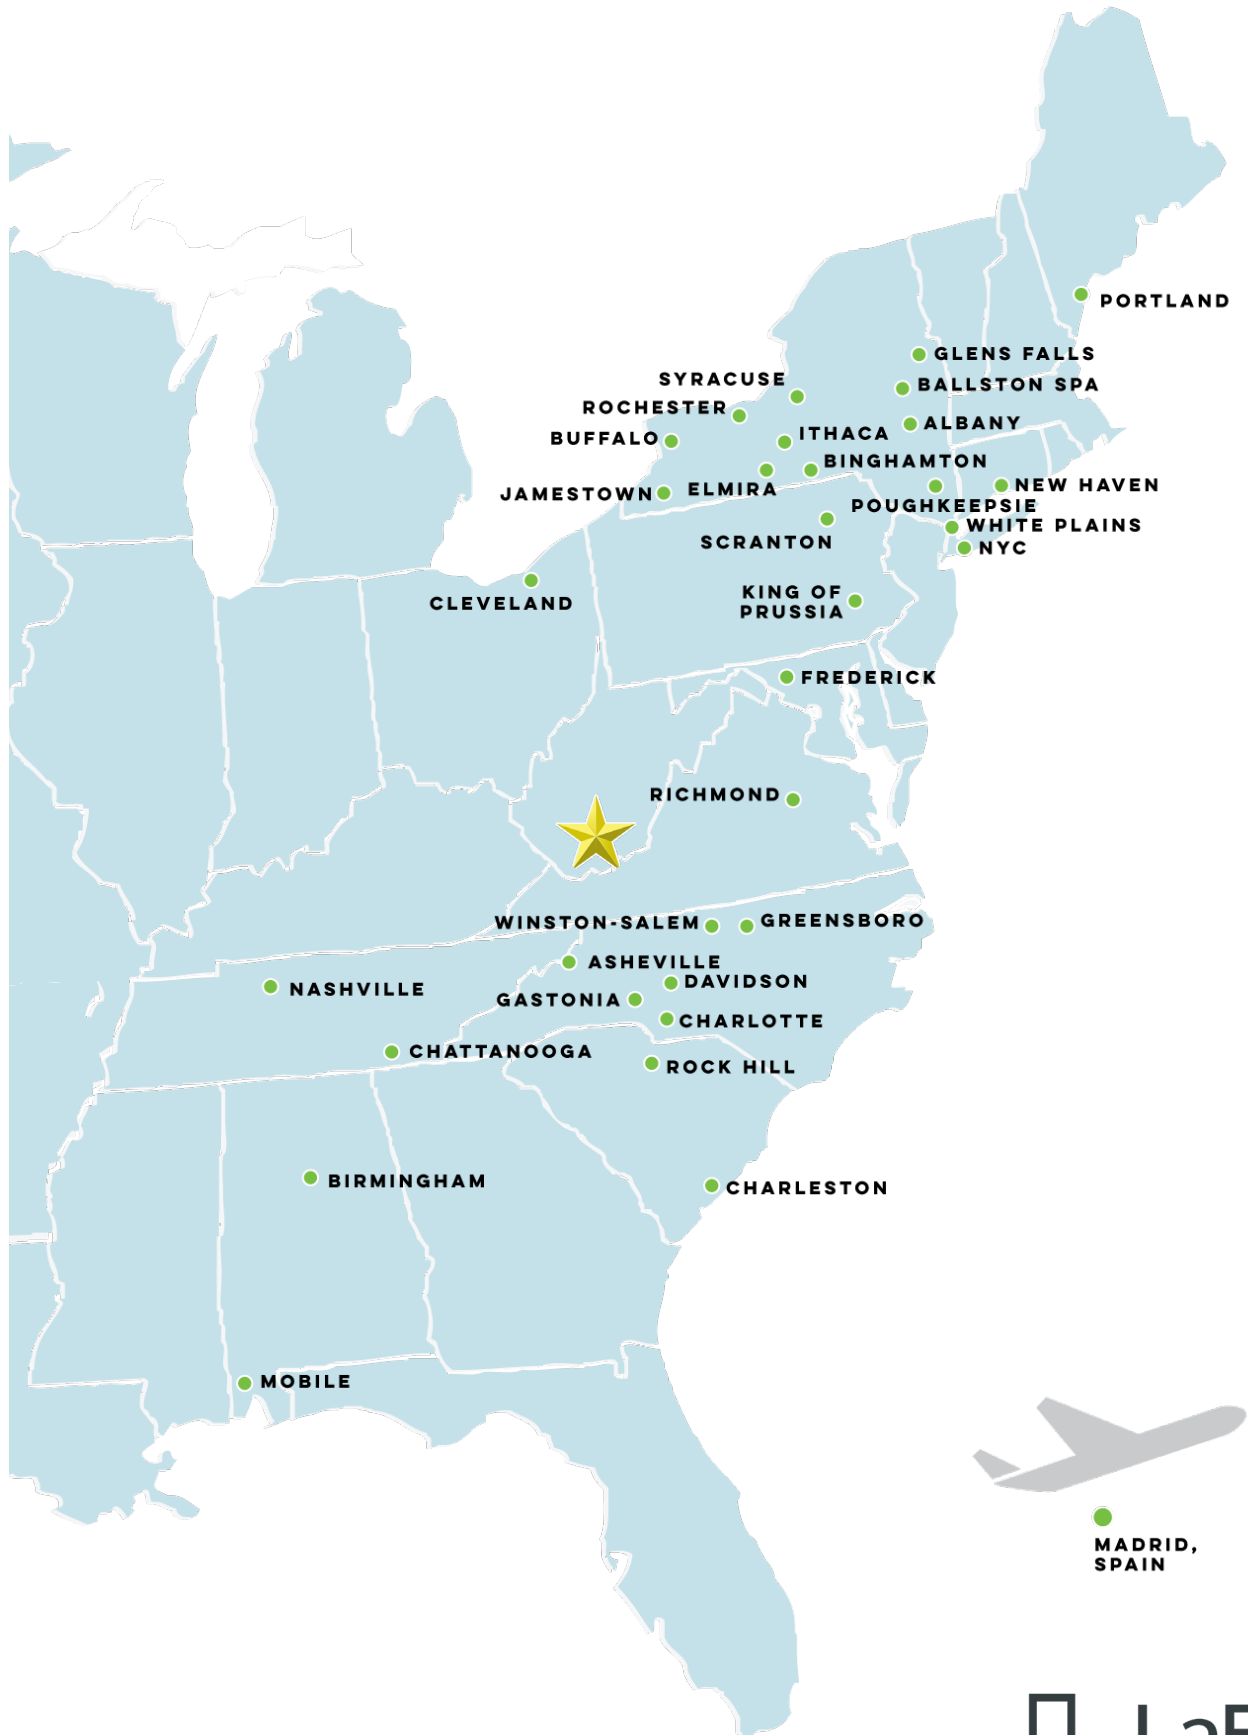 PORTLAND
GLENS FALLS
SYRACUSE
BALLSTON SPA
ROCHESTER
ALBANY
BUFFALO
ITHACA
BINGHAMTON
JAMESTOWN
ELMIRA
NEW HAVEN
POUGHKEEPSIE
WHITE PLAINS
SCRANTON
NYC
CLEVELAND
KING OF
PRUSSIA
FREDERICK
RICHMOND
WINSTON-SALEM
GREENSBORO
ASHEVILLE
DAVIDSON
NASHVILLE
GASTONIA
CHARLOTTE
CHATTANOOGA
ROCK HILL
BIRMINGHAM
CHARLESTON
MOBILE
MADRID,
SPAIN